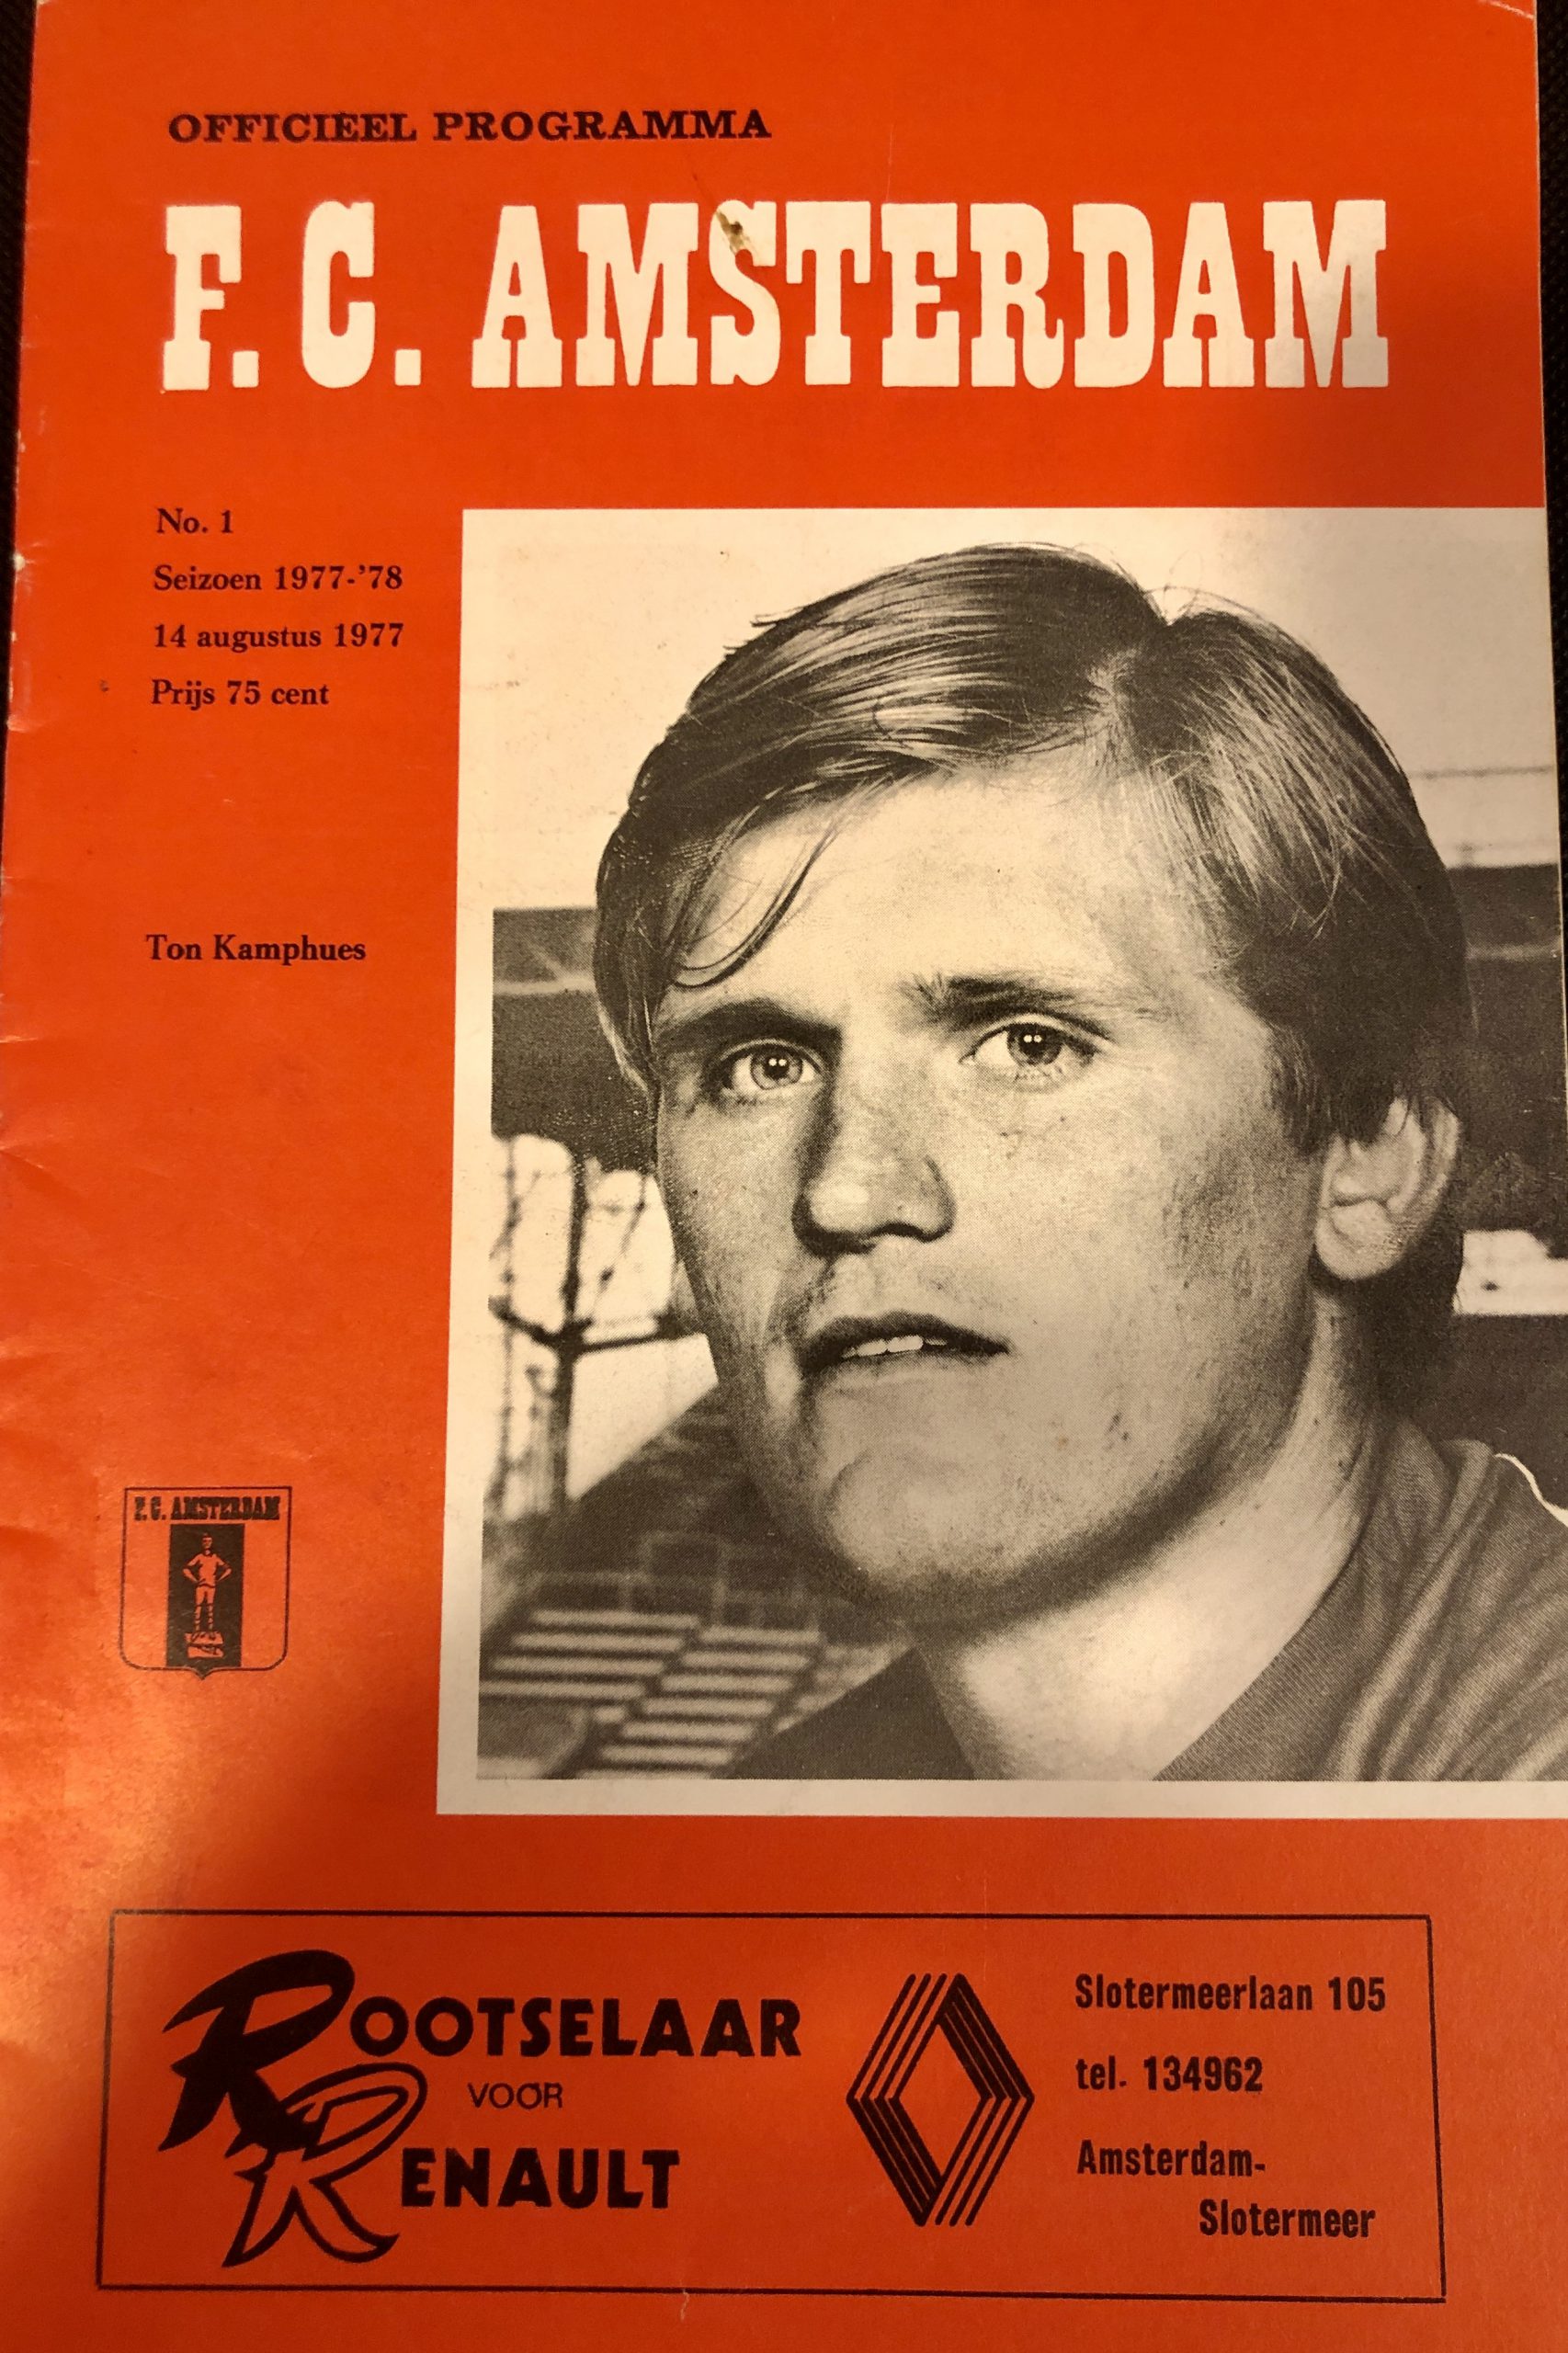 OFFICIEEL PROGRAMMA
F.C. AMSTERDAM
No. 1
Seizoen 1977-'78
14 augustus 1977
Prijs 75 cent
Ton Kamphues
F.C. AMSTERDAM
ROOTSELAAR
VOOR
RENAULT
Slotermeerlaan 105
tel. 134962
Amsterdam-
Slotermeer